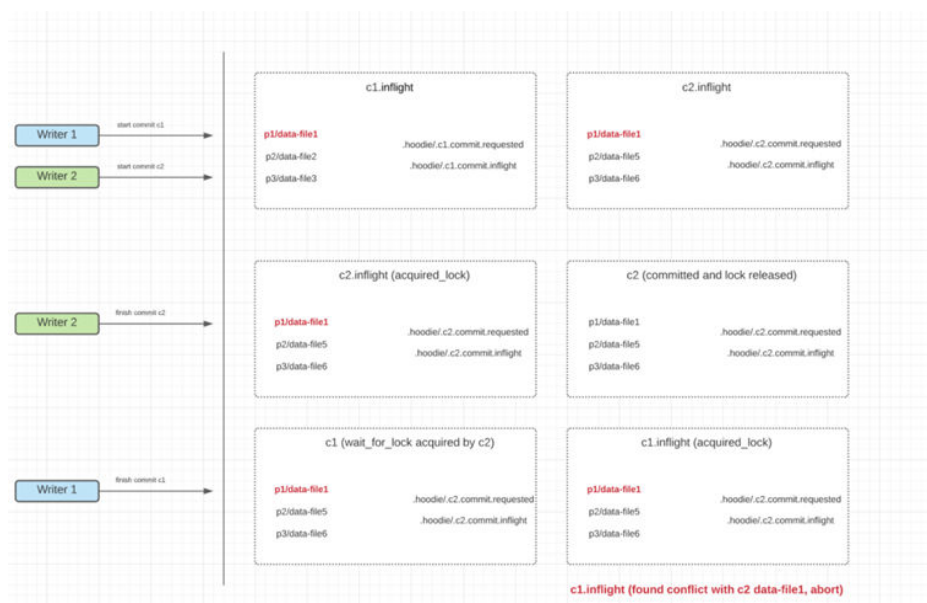 c1.inflight
c2.inflight
Writer 1
start commit c1
p1/data-file1
.hoodie/.c1.commit.requested
p2/data-file2
.hoodie/.c1.commit.inflight
p3/data-file3
p1/data-file1
.hoodie/.c2.commit.requested
p2/data-file5
.hoodie/.c2.commit.inflight
p3/data-file6
Writer 2
start commit c2
c2.inflight (acquired_lock)
c2 (committed and lock released)
Writer 2
finish commit c2
p1/data-file1
.hoodie/.c2.commit.requested
p2/data-file5
.hoodie/.c2.commit.inflight
p3/data-file6
p1/data-file1
.hoodie/.c2.commit.requested
p2/data-file5
.hoodie/.c2.commit.inflight
p3/data-file6
c1 (wait_for_lock acquired by c2)
c1.inflight (acquired_lock)
Writer 1
finish commit c1
p1/data-file1
.hoodie/.c2.commit.requested
p2/data-file5
.hoodie/.c2.commit.inflight
p3/data-file6
p1/data-file1
.hoodie/.c2.commit.requested
p2/data-file5
.hoodie/.c2.commit.inflight
p3/data-file6
c1.inflight (found conflict with c2 data-file1, abort)